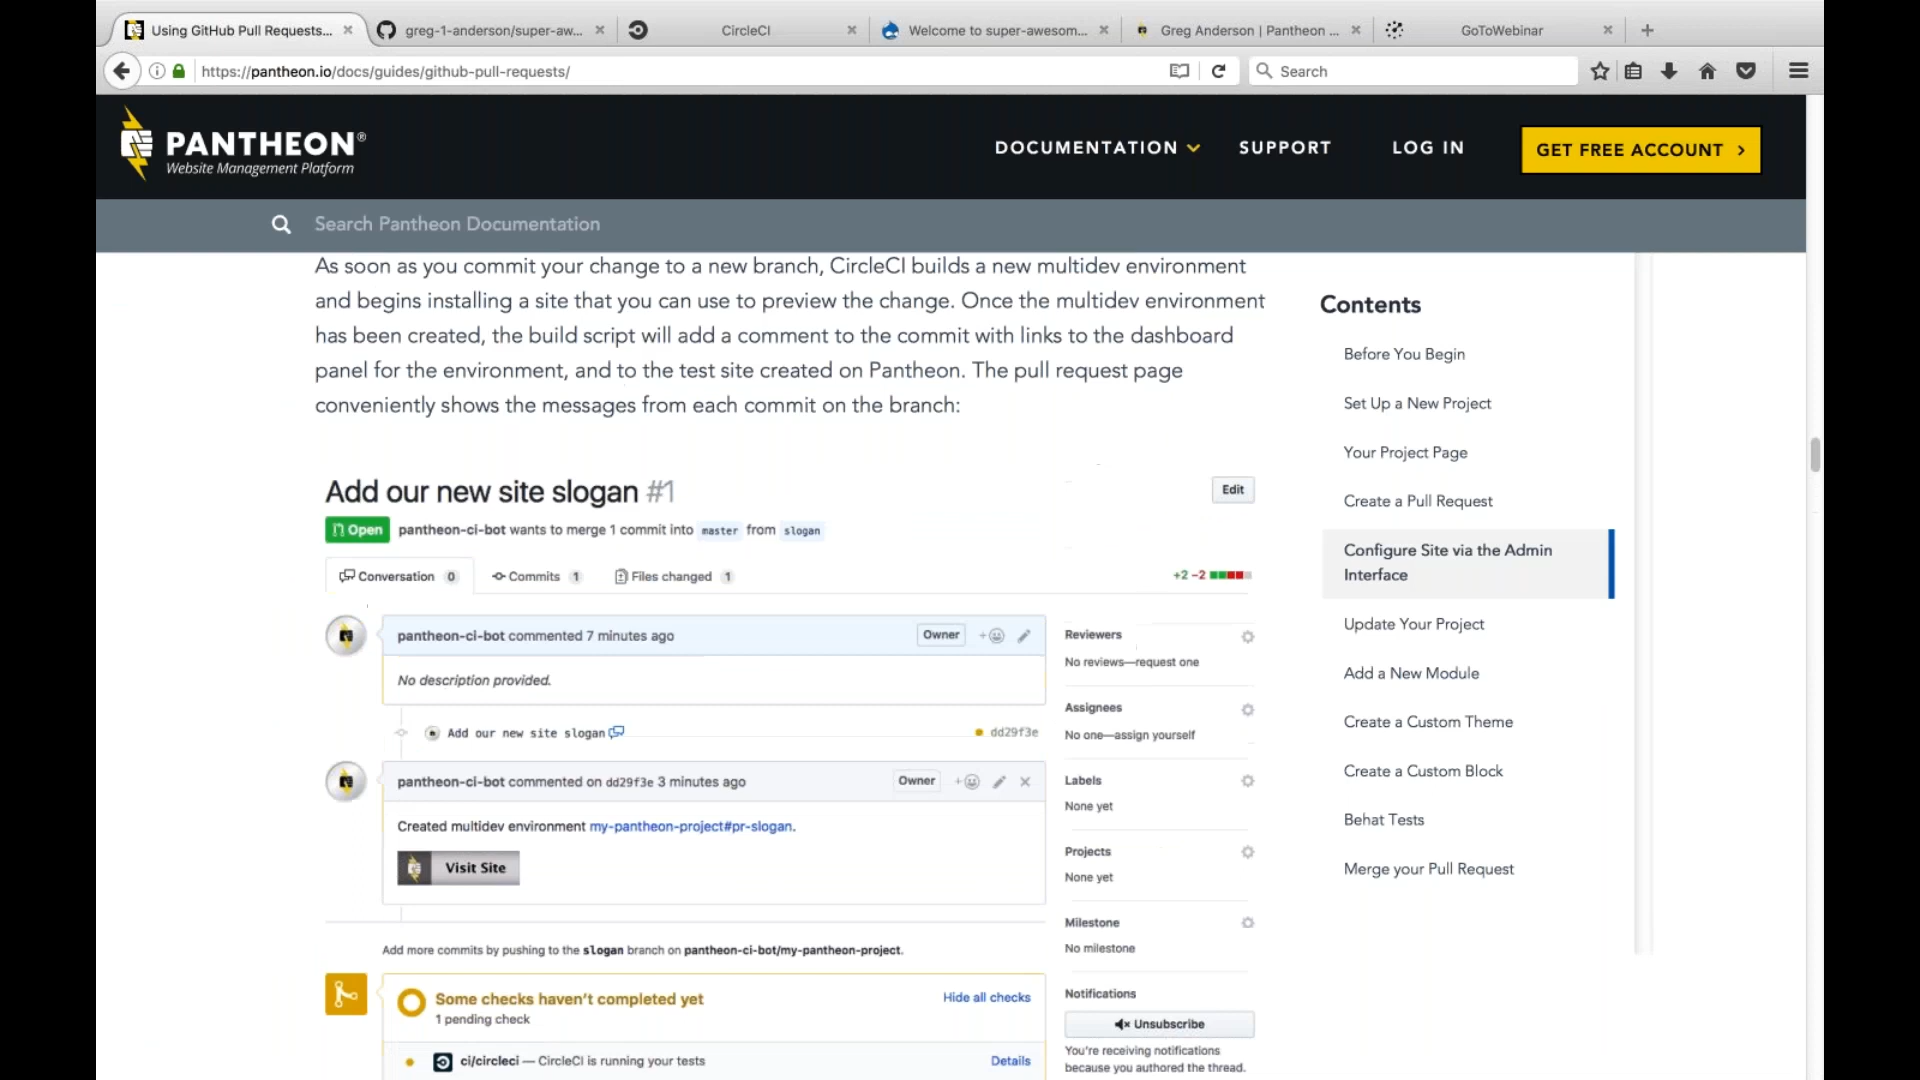 Using GitHub Pull Requests...
greg-1-anderson/super-aw...
CircleCI
Welcome to super-awesom...
Greg Anderson | Pantheon ...
GoToWebinar
https://pantheon.io/docs/guides/github-pull-requests/
Search
PANTHEON®
Website Management Platform
DOCUMENTATION
SUPPORT
LOG IN
GET FREE ACCOUNT
Search Pantheon Documentation
As soon as you commit your change to a new branch, CircleCI builds a new multidev environment
and begins installing a site that you can use to preview the change. Once the multidev environment
has been created, the build script will add a comment to the commit with links to the dashboard
panel for the environment, and to the test site created on Pantheon. The pull request page
conveniently shows the messages from each commit on the branch:
Add our new site slogan #1
Edit
Open
pantheon-ci-bot wants to merge 1 commit into master from slogan
Conversation 0
Commits 1
Files changed 1
+2 −2
pantheon-ci-bot commented 7 minutes ago
Owner
No description provided.
Add our new site slogan
dd29f3e
pantheon-ci-bot commented on dd29f3e 3 minutes ago
Owner
Created multidev environment my-pantheon-project#pr-slogan.
Visit Site
Add more commits by pushing to the slogan branch on pantheon-ci-bot/my-pantheon-project.
Some checks haven't completed yet
Hide all checks
1 pending check
ci/circleci — CircleCI is running your tests
Details
Reviewers
No reviews—request one
Assignees
No one—assign yourself
Labels
None yet
Projects
None yet
Milestone
No milestone
Notifications
Unsubscribe
You're receiving notifications
because you authored the thread.
Contents
Before You Begin
Set Up a New Project
Your Project Page
Create a Pull Request
Configure Site via the Admin
Interface
Update Your Project
Add a New Module
Create a Custom Theme
Create a Custom Block
Behat Tests
Merge your Pull Request